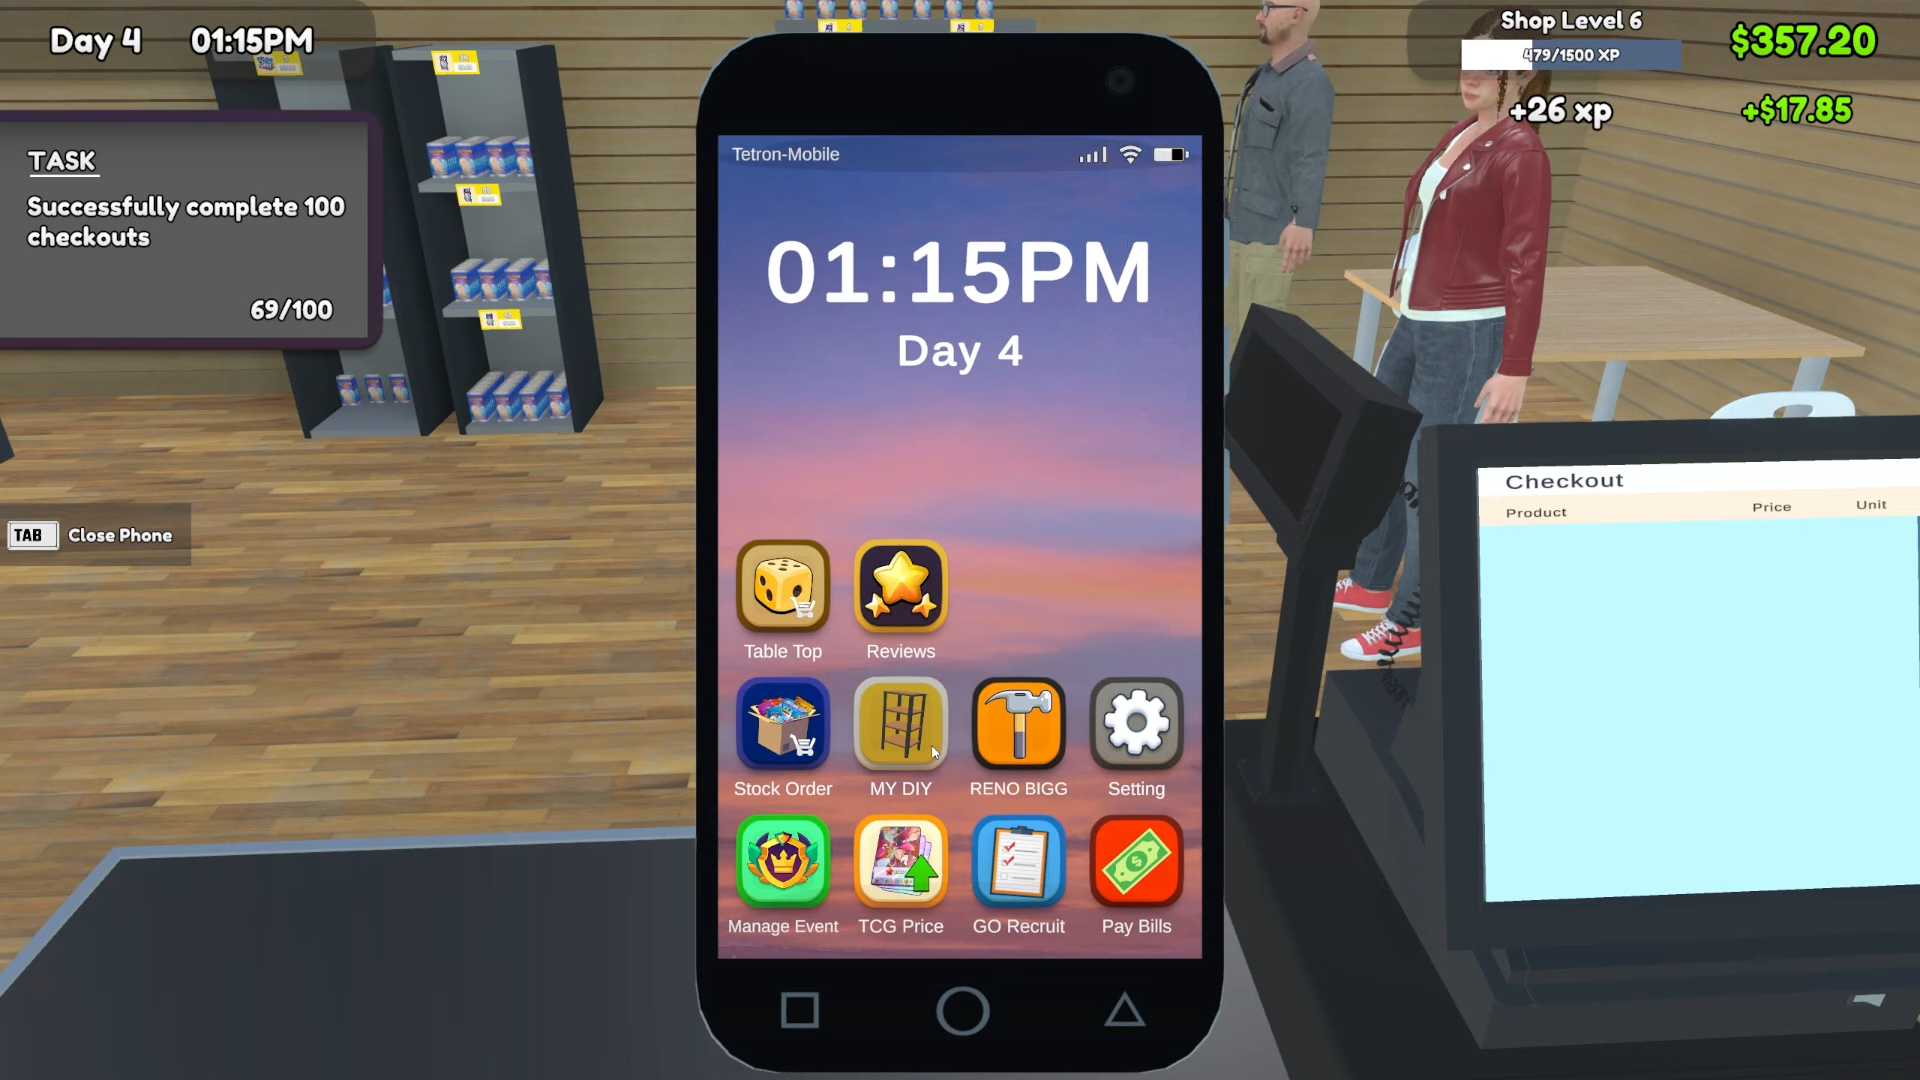 Day 4 01:15PM
Shop Level 6
479/1500 XP
$357.20
+26 xp
+$17.85
TASK
Successfully complete 100
checkouts
69/100
TAB Close Phone
Tetron-Mobile
01:15PM
Day 4
Table Top
Reviews
Stock Order
MY DIY
RENO BIGG
Setting
Manage Event
TCG Price
GO Recruit
Pay Bills
Checkout
Product Price Unit